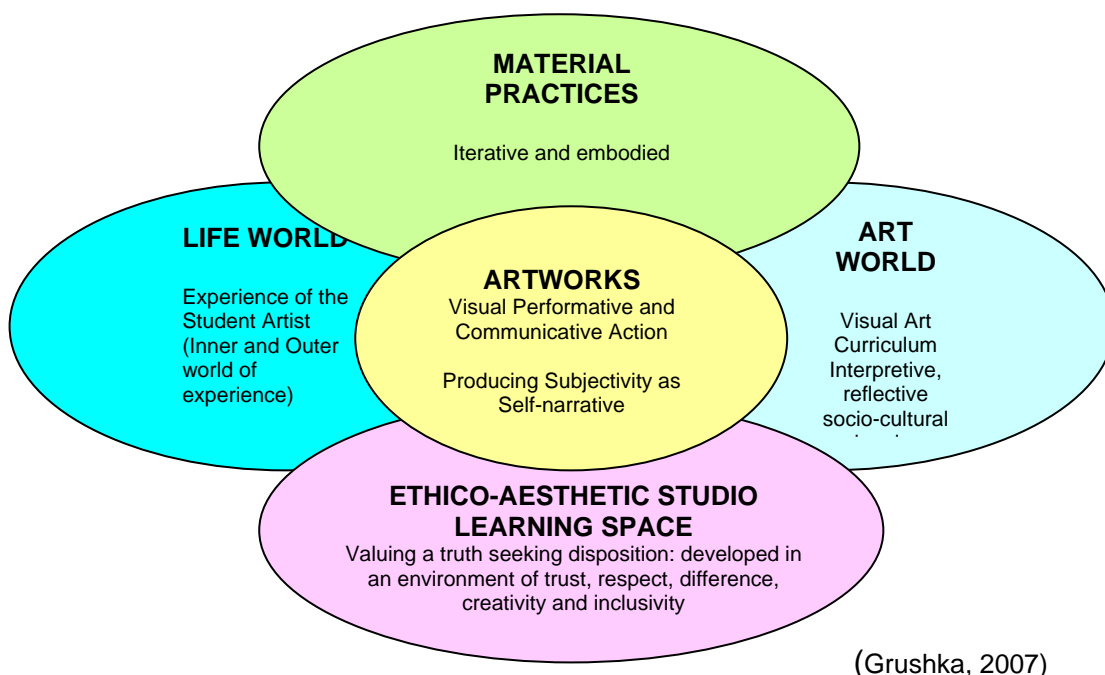 MATERIAL
PRACTICES
Iterative and embodied
LIFE WORLD
Experience of the
Student Artist
(Inner and Outer
world of
experience)
ARTWORKS
Visual Performative and
Communicative Action
Producing Subjectivity as
Self-narrative
ART
WORLD
Visual Art
Curriculum
Interpretive,
reflective
socio-cultural
ETHICO-AESTHETIC STUDIO
LEARNING SPACE
Valuing a truth seeking disposition: developed in
an environment of trust, respect, difference,
creativity and inclusivity
(Grushka, 2007)